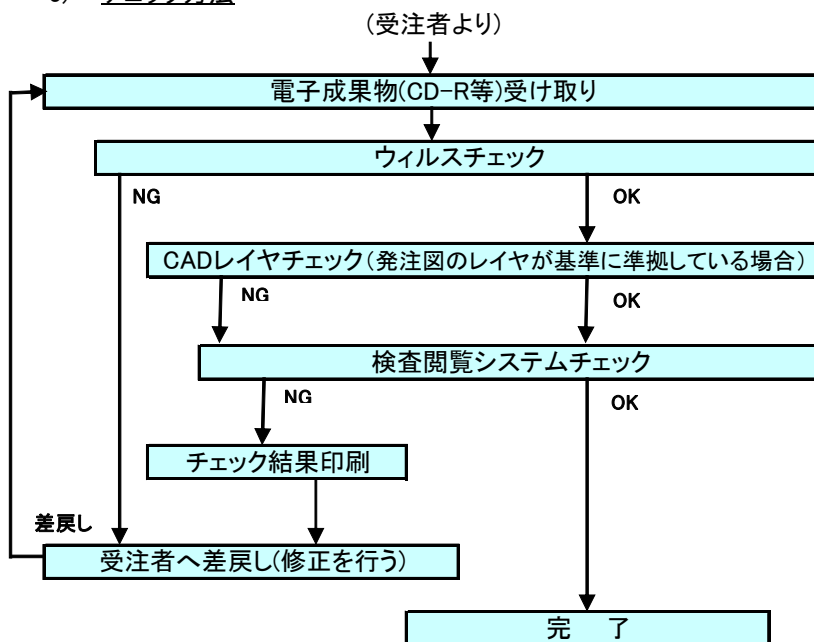 (受注者より)
電子成果物(CD-R等)受け取り
ウィルスチェック
NG
OK
CADレイヤチェック(発注図のレイヤが基準に準拠している場合)
NG
OK
検査閲覧システムチェック
NG
OK
チェック結果印刷
差戻し
受注者へ差戻し(修正を行う)
完 了